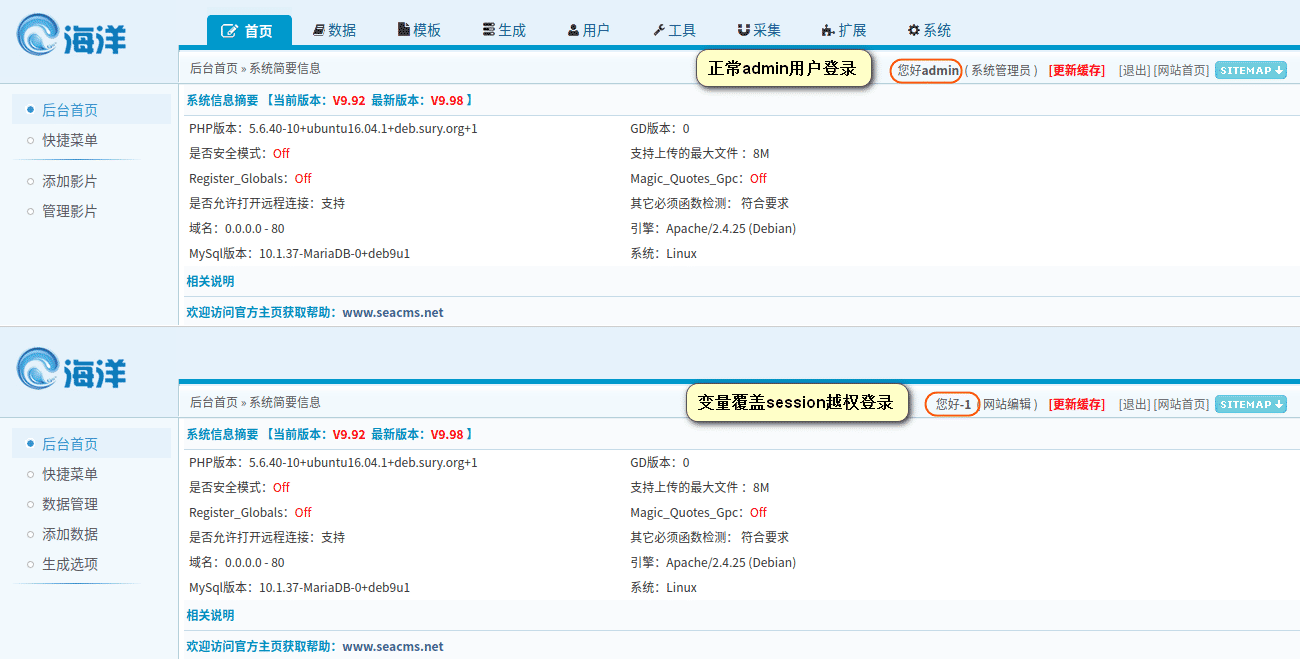 海洋
首页 数据 模板 生成 用户 工具 采集 扩展 系统
后台首页 » 系统简要信息 正常admin用户登录 您好admin ( 系统管理员 ) [更新缓存] [退出] [网站首页] SITEMAP
后台首页
快捷菜单
添加影片
管理影片
系统信息摘要 【当前版本：V9.92 最新版本：V9.98 】
PHP版本：5.6.40-10+ubuntu16.04.1+deb.sury.org+1 GD版本：0
是否安全模式：Off 支持上传的最大文件 ：8M
Register_Globals：Off Magic_Quotes_Gpc：Off
是否允许打开远程连接：支持 其它必须函数检测： 符合要求
域名：0.0.0.0 - 80 引擎：Apache/2.4.25 (Debian)
MySql版本：10.1.37-MariaDB-0+deb9u1 系统：Linux
相关说明
欢迎访问官方主页获取帮助：www.seacms.net
海洋
后台首页 » 系统简要信息 变量覆盖session越权登录 您好-1 网站编辑 ) [更新缓存] [退出] [网站首页] SITEMAP
后台首页
快捷菜单
数据管理
添加数据
生成选项
系统信息摘要 【当前版本：V9.92 最新版本：V9.98 】
PHP版本：5.6.40-10+ubuntu16.04.1+deb.sury.org+1 GD版本：0
是否安全模式：Off 支持上传的最大文件 ：8M
Register_Globals：Off Magic_Quotes_Gpc：Off
是否允许打开远程连接：支持 其它必须函数检测： 符合要求
域名：0.0.0.0 - 80 引擎：Apache/2.4.25 (Debian)
MySql版本：10.1.37-MariaDB-0+deb9u1 系统：Linux
相关说明
欢迎访问官方主页获取帮助：www.seacms.net